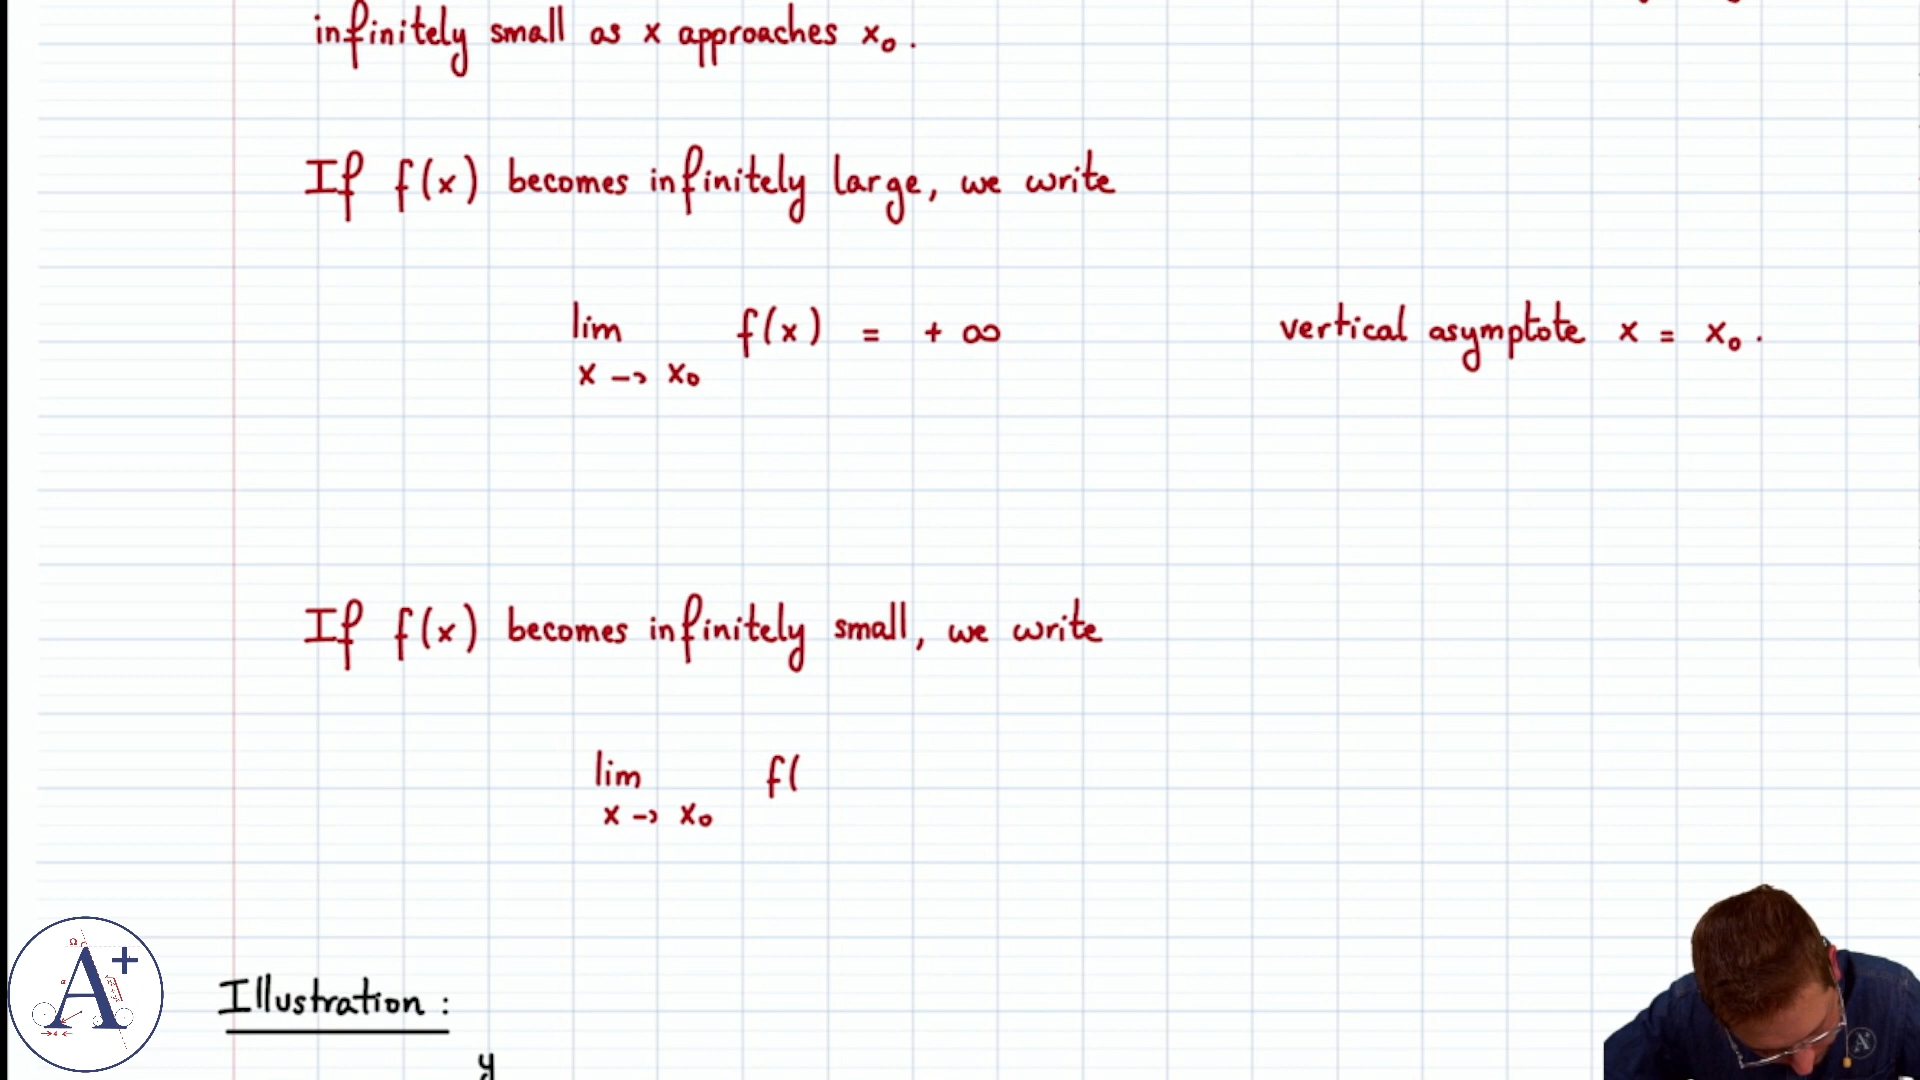 infinitely small as x approaches x₀.
If f(x) becomes infinitely large, we write
lim f(x) = + ∞ vertical asymptote x = x₀.
x → x₀
If f(x) becomes infinitely small, we write
lim f(
x → x₀
A+
Illustration :
y